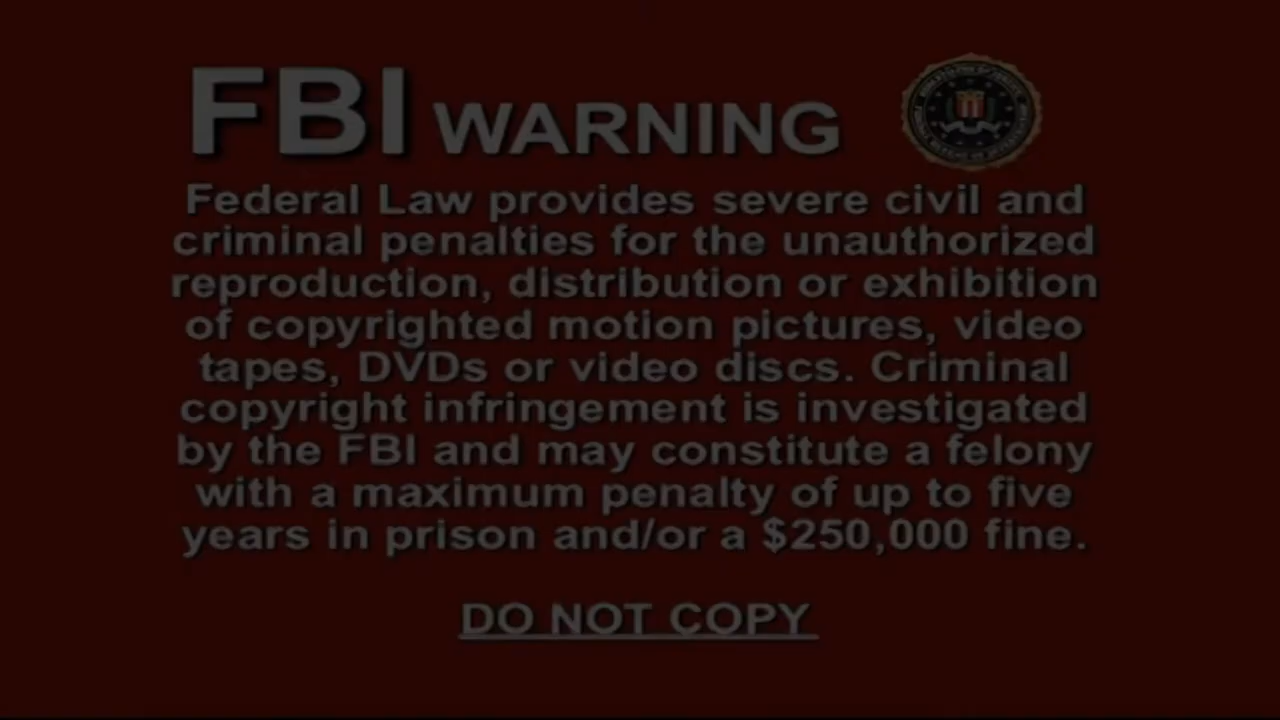 FBI WARNING
Federal Law provides severe civil and
criminal penalties for the unauthorized
reproduction, distribution or exhibition
of copyrighted motion pictures, video
tapes, DVDs or video discs. Criminal
copyright infringement is investigated
by the FBI and may constitute a felony
with a maximum penalty of up to five
years in prison and/or a $250,000 fine.
DO NOT COPY